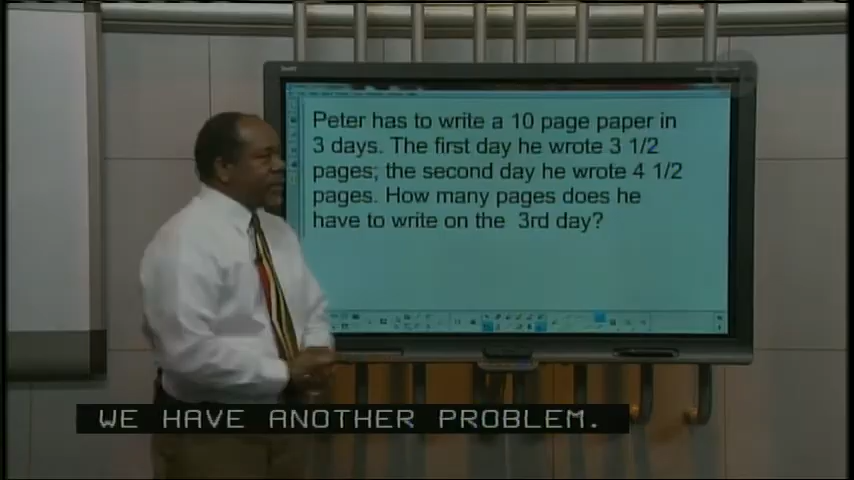 Peter has to write a 10 page paper in
3 days. The first day he wrote 3 1/2
pages; the second day he wrote 4 1/2
pages. How many pages does he
have to write on the 3rd day?
WE HAVE ANOTHER PROBLEM.